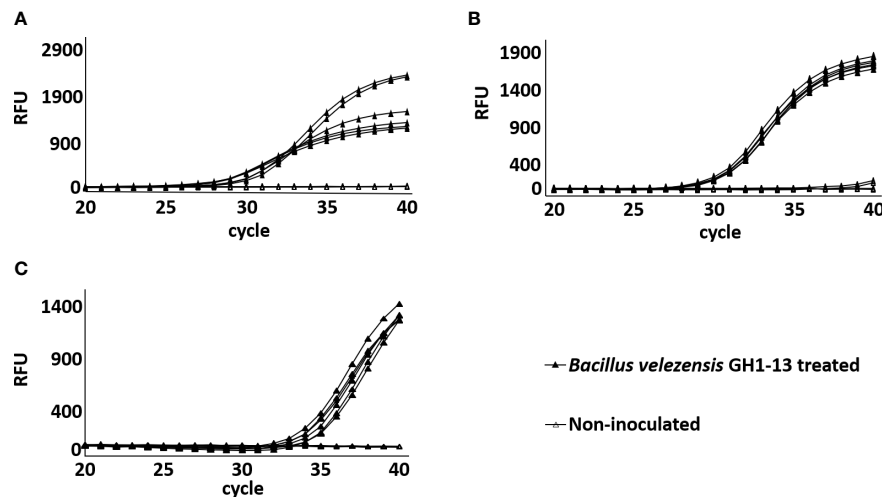 A
2900
1900
900
0
RFU
20 25 30 35 40
cycle
B
1900
1400
900
400
0
RFU
20 25 30 35 40
cycle
C
1400
900
400
0
RFU
20 25 30 35 40
cycle
Bacillus velezensis GH1-13 treated
Non-inoculated